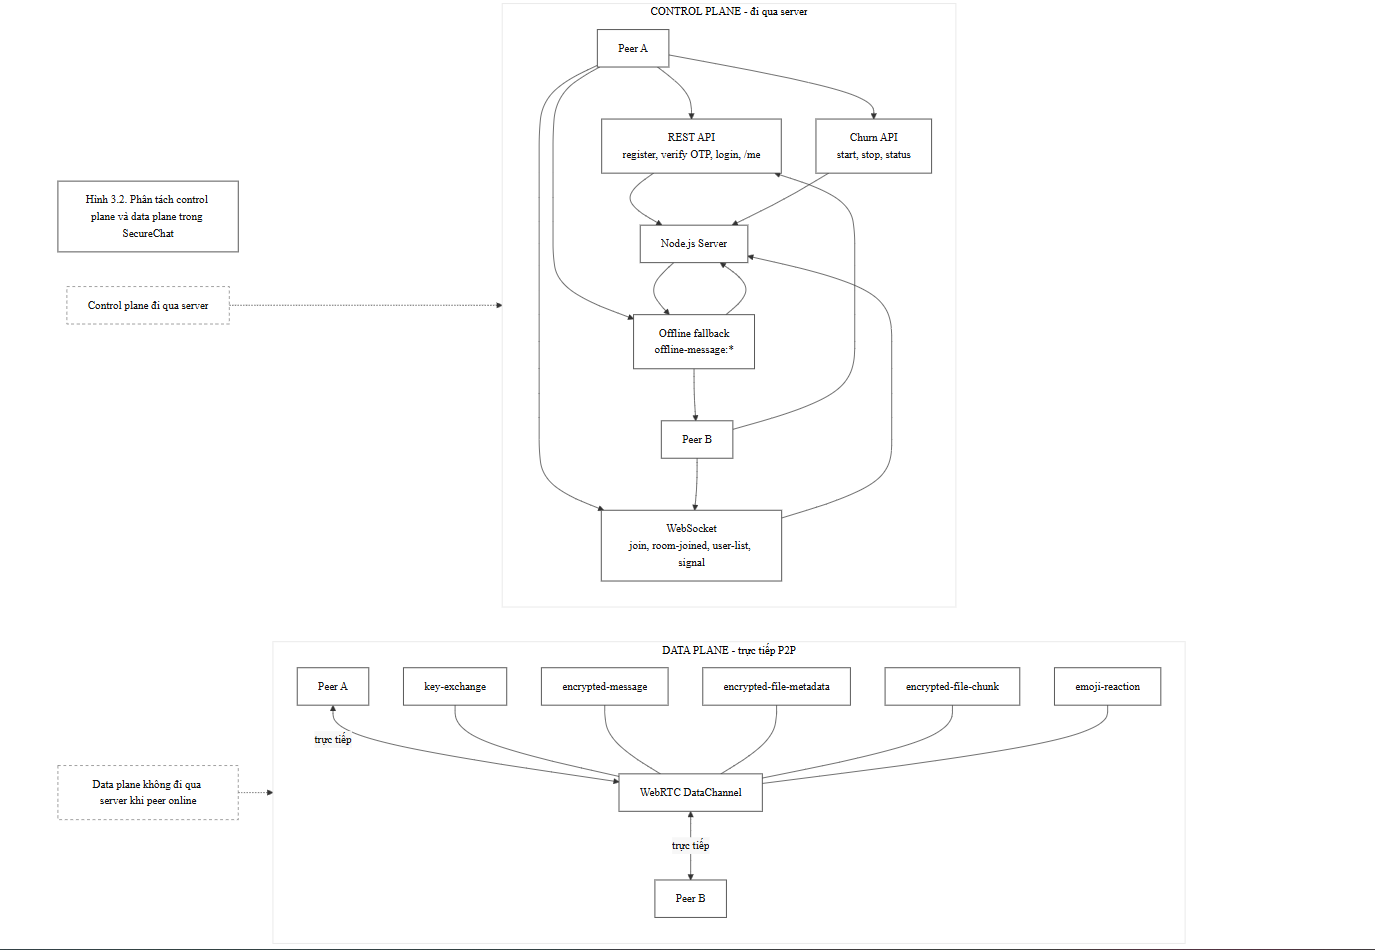 CONTROL PLANE - đi qua server
Peer A
REST API
register, verify OTP, login, /me
Churn API
start, stop, status
Hình 3.2. Phân tách control
plane và data plane trong
SecureChat
Node.js Server
Control plane đi qua server
Offline fallback
offline-message:*
Peer B
WebSocket
join, room-joined, user-list,
signal
DATA PLANE - trực tiếp P2P
Peer A
key-exchange
encrypted-message
encrypted-file-metadata
encrypted-file-chunk
emoji-reaction
trực tiếp
Data plane không đi qua
server khi peer online
WebRTC DataChannel
trực tiếp
Peer B